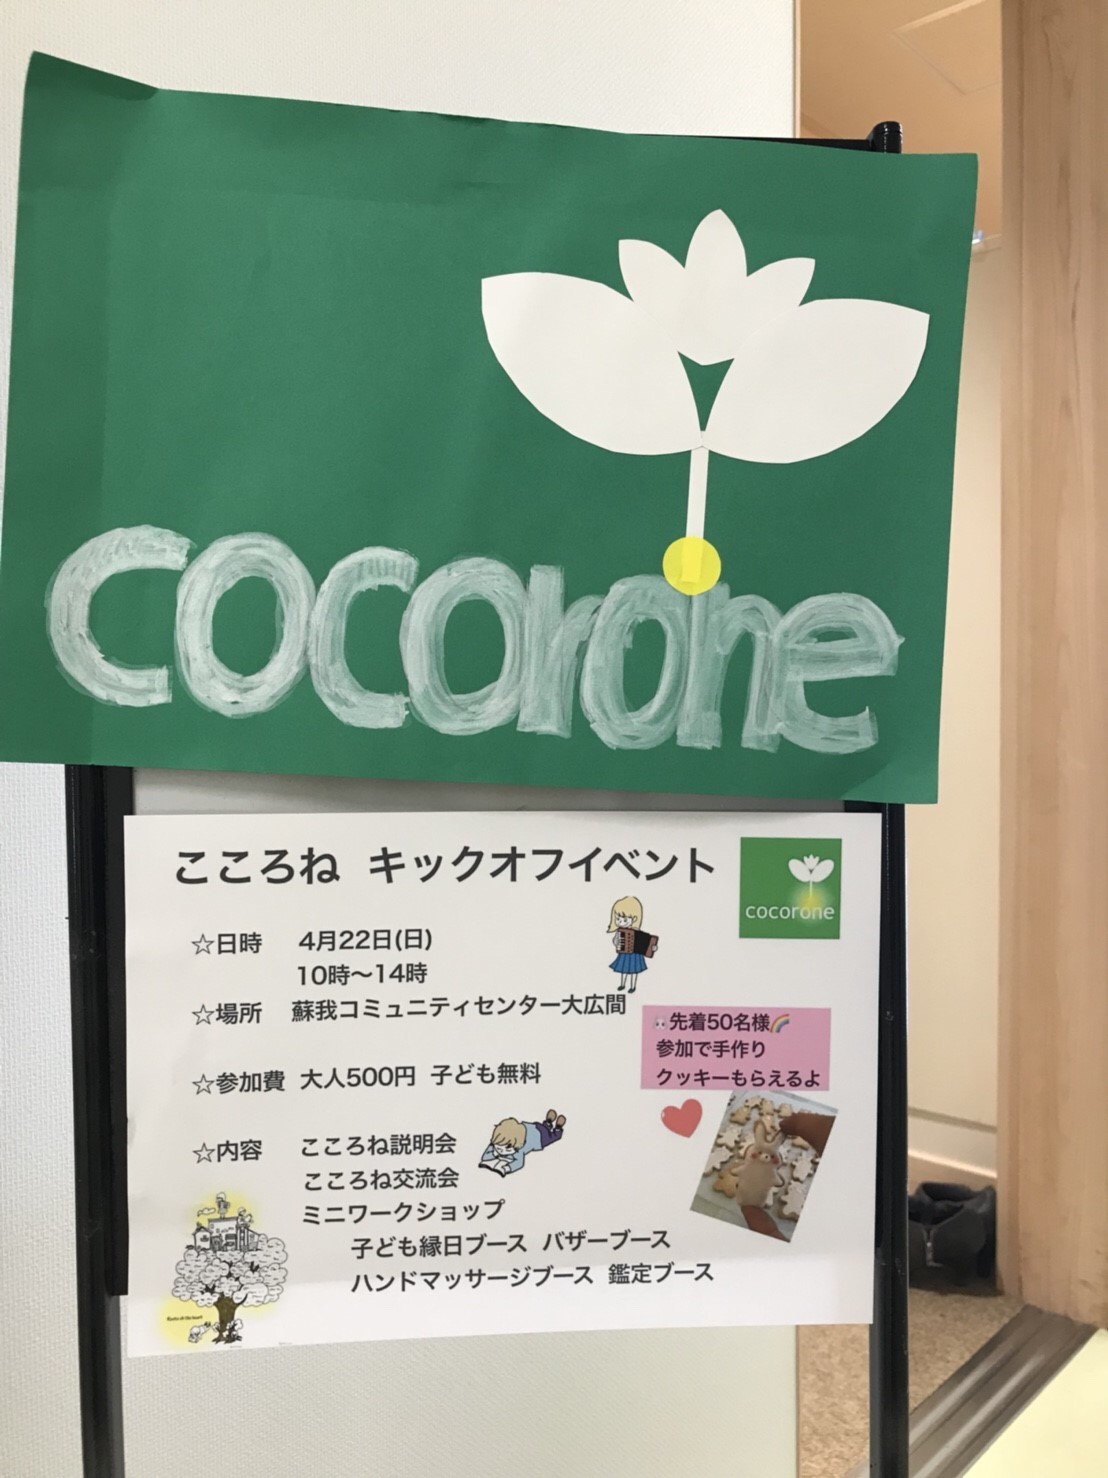 cocorone
こころね キックオフイベント
cocorone
☆日時 4月22日(日)
10時〜14時
☆場所 蘇我コミュニティセンター大広間
先着50名様🌈
参加で手作り
クッキーもらえるよ
☆参加費 大人500円 子ども無料
☆内容 こころね説明会
こころね交流会
ミニワークショップ
子ども縁日ブース バザーブース
ハンドマッサージブース 鑑定ブース